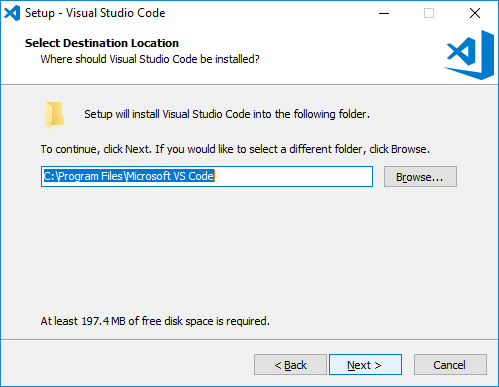 Setup - Visual Studio Code
Select Destination Location
Where should Visual Studio Code be installed?
Setup will install Visual Studio Code into the following folder.
To continue, click Next. If you would like to select a different folder, click Browse.
C:\Program Files\Microsoft VS Code
Browse...
At least 197.4 MB of free disk space is required.
< Back
Next >
Cancel